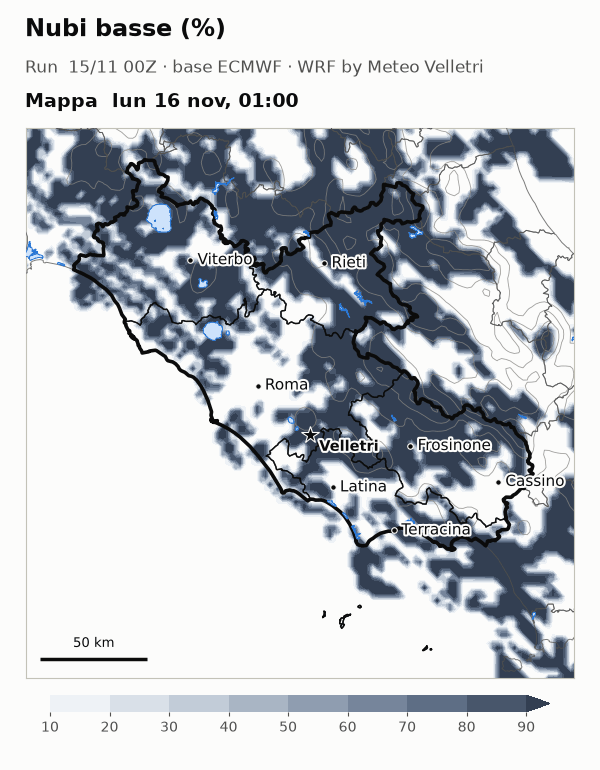 Nubi basse (%)
Run  15/11 00Z · base ECMWF · WRF by Meteo Velletri
Mappa  lun 16 nov, 01:00
Viterbo
Rieti
Roma
Velletri
Frosinone
Cassino
Latina
Terracina
50 km
10 20 30 40 50 60 70 80 90